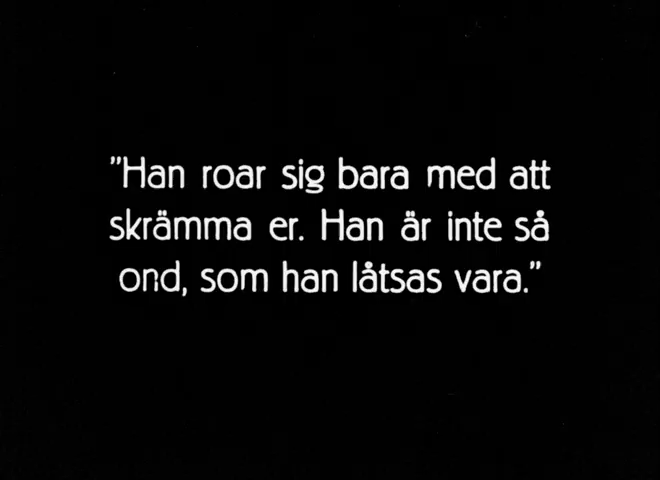 ”Han roar sig bara med att
skrämma er. Han är inte så
ond, som han låtsas vara.”